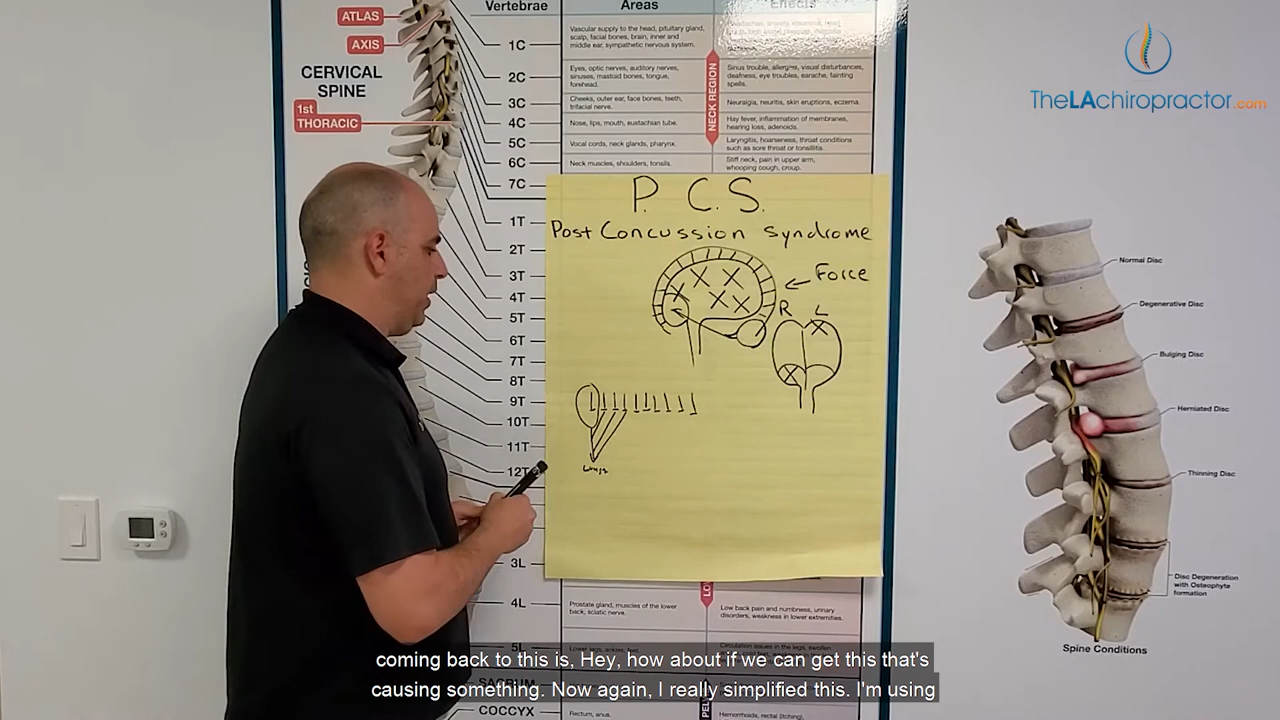 Vertebrae
Areas
Effects
ATLAS
AXIS
CERVICAL
SPINE
1st
THORACIC
1C
2C
3C
4C
5C
6C
7C
1T
2T
3T
4T
5T
6T
7T
8T
9T
10T
11T
12T
3L
4L
5L
SACRUM
COCCYX
Vascular supply to the head, pituitary gland,
scalp, facial bones, brain, inner and
middle ear, sympathetic nervous system.
Eyes, optic nerves, auditory nerves,
sinuses, mastoid bones, tongue,
forehead.
Cheeks, outer ear, face bones, teeth,
trifacial nerve.
Nose, lips, mouth, eustachian tube.
Vocal cords, neck glands, pharynx.
Neck muscles, shoulders, tonsils.
NECK REGION
Sinus trouble, allergies, visual disturbances,
deafness, eye troubles, earache, fainting
spells.
Neuralgia, neuritis, skin eruptions, eczema.
Hay fever, inflammation of membranes,
hearing loss, adenoids.
Laryngitis, hoarseness, throat conditions
such as sore throat or tonsillitis.
Stiff neck, pain in upper arm,
whooping cough, croup.
P. C. S.
Post Concussion Syndrome
Force
R L
Prostate gland, muscles of the lower
back, sciatic nerve.
Low back pain and numbness, urinary
disorders, weakness in lower extremities.
Rectum, anus.
Hemorrhoids, rectal (itching).
TheLAchiropractor.com
Normal Disc
Degenerative Disc
Bulging Disc
Herniated Disc
Thinning Disc
Disc Degeneration
with Osteophyte
formation
Spine Conditions
coming back to this is, Hey, how about if we can get this that's
causing something. Now again, I really simplified this. I'm using